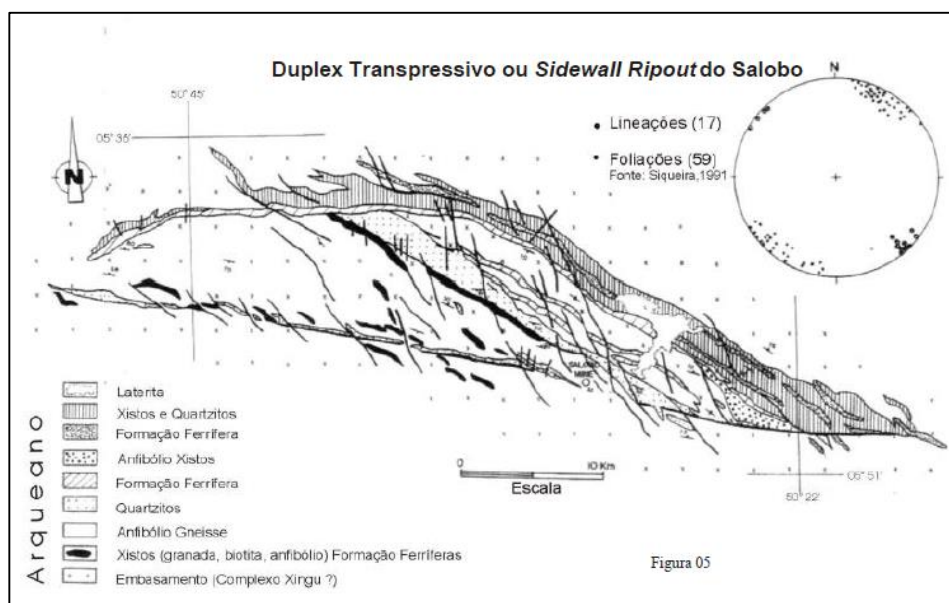 Duplex Transpressivo ou Sidewall Ripout do Salobo
N
50° 45'
05° 35'
• Lineações (17)
• Foliações (59)
Fonte: Siqueira,1991
N
SALOBO
MINE
Laterita
Xistos e Quartzitos
Formação Ferrífera
Anfibólio Xistos
Formação Ferrífera
Quartzitos
Anfibólio Gneisse
Xistos (granada, biotita, anfibólio) Formação Ferríferas
Embasamento (Complexo Xingu ?)
Arqueano
0
10 Km
Escala
50° 22'
Figura 05